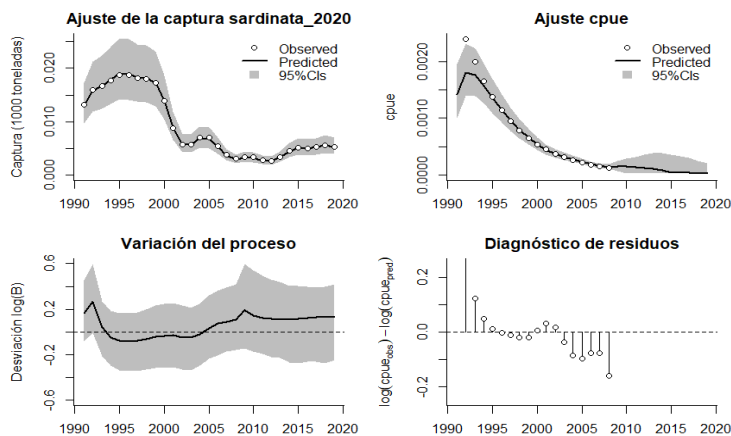 Ajuste de la captura sardinata_2020
Captura (1000 toneladas)
0.000
0.010
0.020
Observed
Predicted
95%CIs
1990 1995 2000 2005 2010 2015 2020
Ajuste cpue
cpue
0.0000
0.0010
0.0020
Observed
Predicted
95%CIs
1990 1995 2000 2005 2010 2015 2020
Variación del proceso
Desviación log(B)
-0.6
-0.2
0.2
0.6
1990 1995 2000 2005 2010 2015 2020
Diagnóstico de residuos
log(cpue_obs) − log(cpue_pred)
-0.2
0.0
0.2
1990 1995 2000 2005 2010 2015 2020